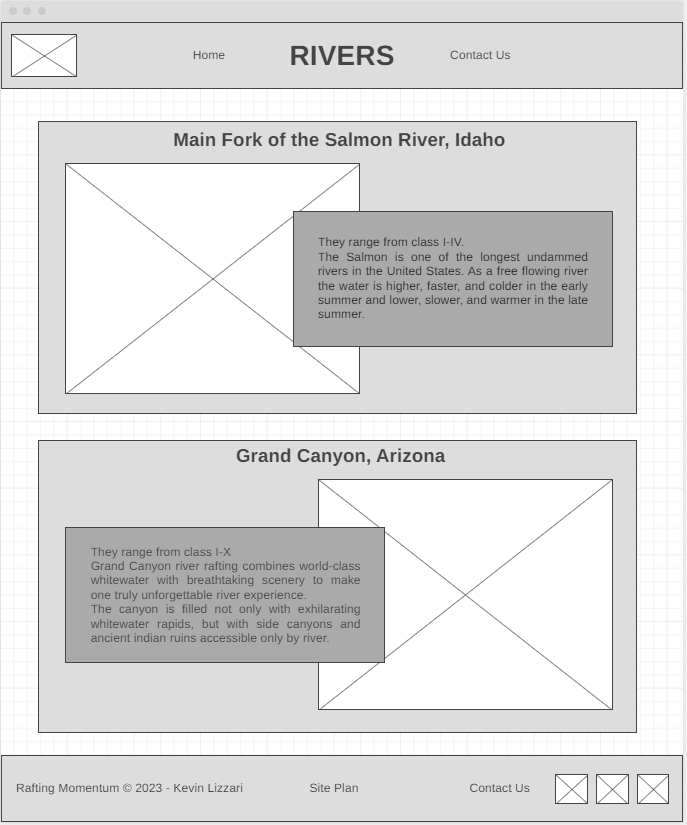 Home RIVERS Contact Us
Main Fork of the Salmon River, Idaho
They range from class I-IV.
The Salmon is one of the longest undammed
rivers in the United States. As a free flowing river
the water is higher, faster, and colder in the early
summer and lower, slower, and warmer in the late
summer.
Grand Canyon, Arizona
They range from class I-X
Grand Canyon river rafting combines world-class
whitewater with breathtaking scenery to make
one truly unforgettable river experience.
The canyon is filled not only with exhilarating
whitewater rapids, but with side canyons and
ancient indian ruins accessible only by river.
Rafting Momentum © 2023 - Kevin Lizzari Site Plan Contact Us